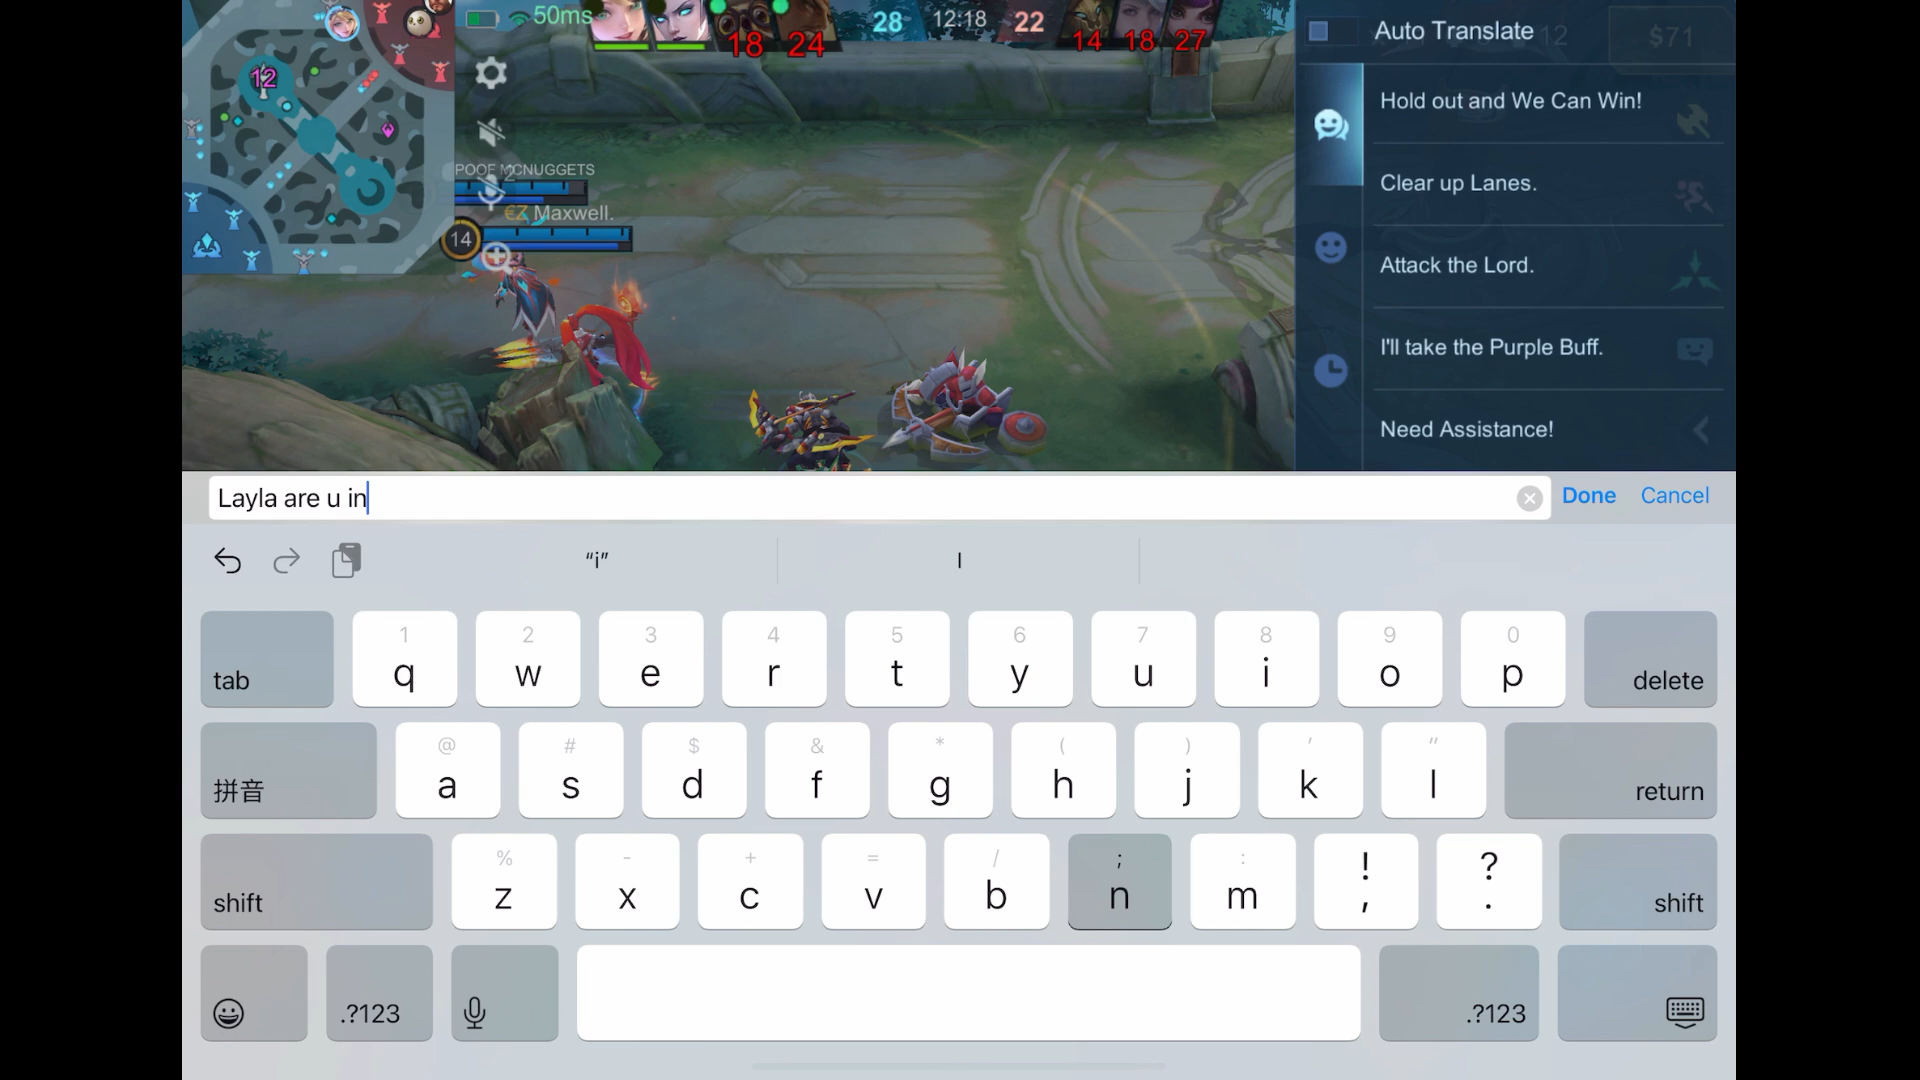 50ms
18
24
28
12:18
22
14
18
27
12
Auto Translate
12
$71
Hold out and We Can Win!
Clear up Lanes.
Attack the Lord.
I'll take the Purple Buff.
Need Assistance!
POOF MCNUGGETS
2
€Z Maxwell.
14
Layla are u in
Done
Cancel
“i”
I
tab
1 2 3 4 5 6 7 8 9 0
q w e r t y u i o p
delete
拼音
@ # $ & * ( ) ' "
a s d f g h j k l
return
shift
% - + = / ; : ! ?
z x c v b n m , .
shift
.?123
.?123